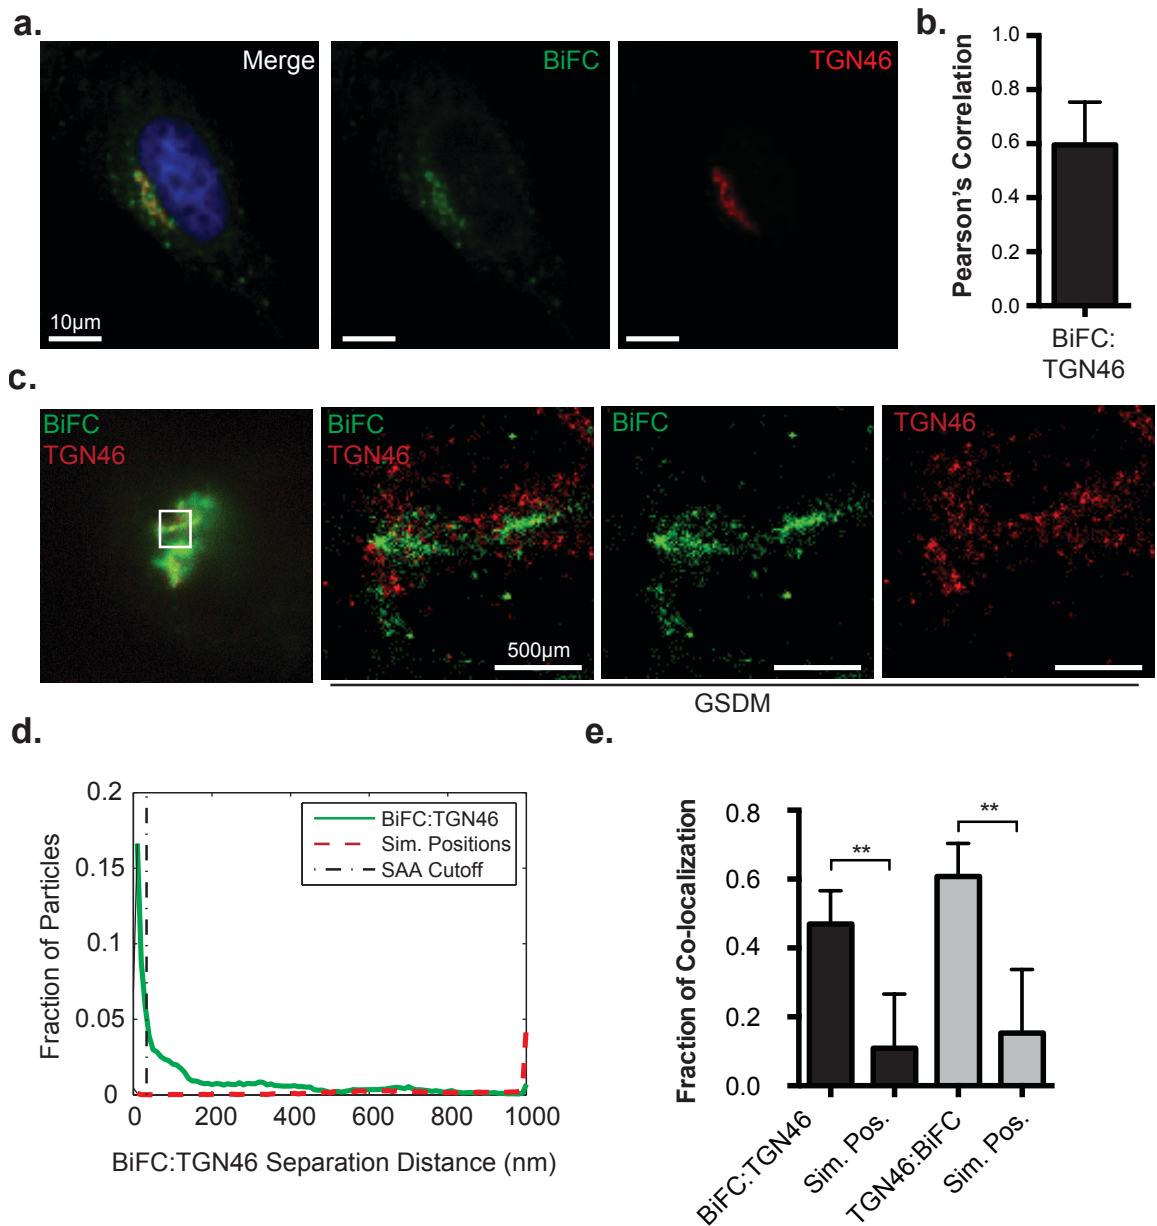 a.
Merge
BiFC
TGN46
10µm
b.
Pearson's Correlation
1.0
0.8
0.6
0.4
0.2
0.0
BiFC:
TGN46
c.
BiFC
TGN46
BiFC
TGN46
500µm
BiFC
TGN46
GSDM
d.
Fraction of Particles
0.2
0.15
0.1
0.05
0
BiFC:TGN46
Sim. Positions
SAA Cutoff
0
200
400
600
800
1000
BiFC:TGN46 Separation Distance (nm)
e.
Fraction of Co-localization
0.8
0.6
0.4
0.2
0.0
**
**
BiFC:TGN46
Sim. Pos.
TGN46:BiFC
Sim. Pos.